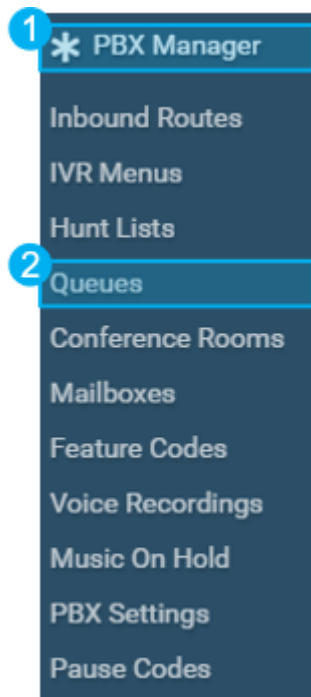 1
PBX Manager
Inbound Routes
IVR Menus
Hunt Lists
2
Queues
Conference Rooms
Mailboxes
Feature Codes
Voice Recordings
Music On Hold
PBX Settings
Pause Codes